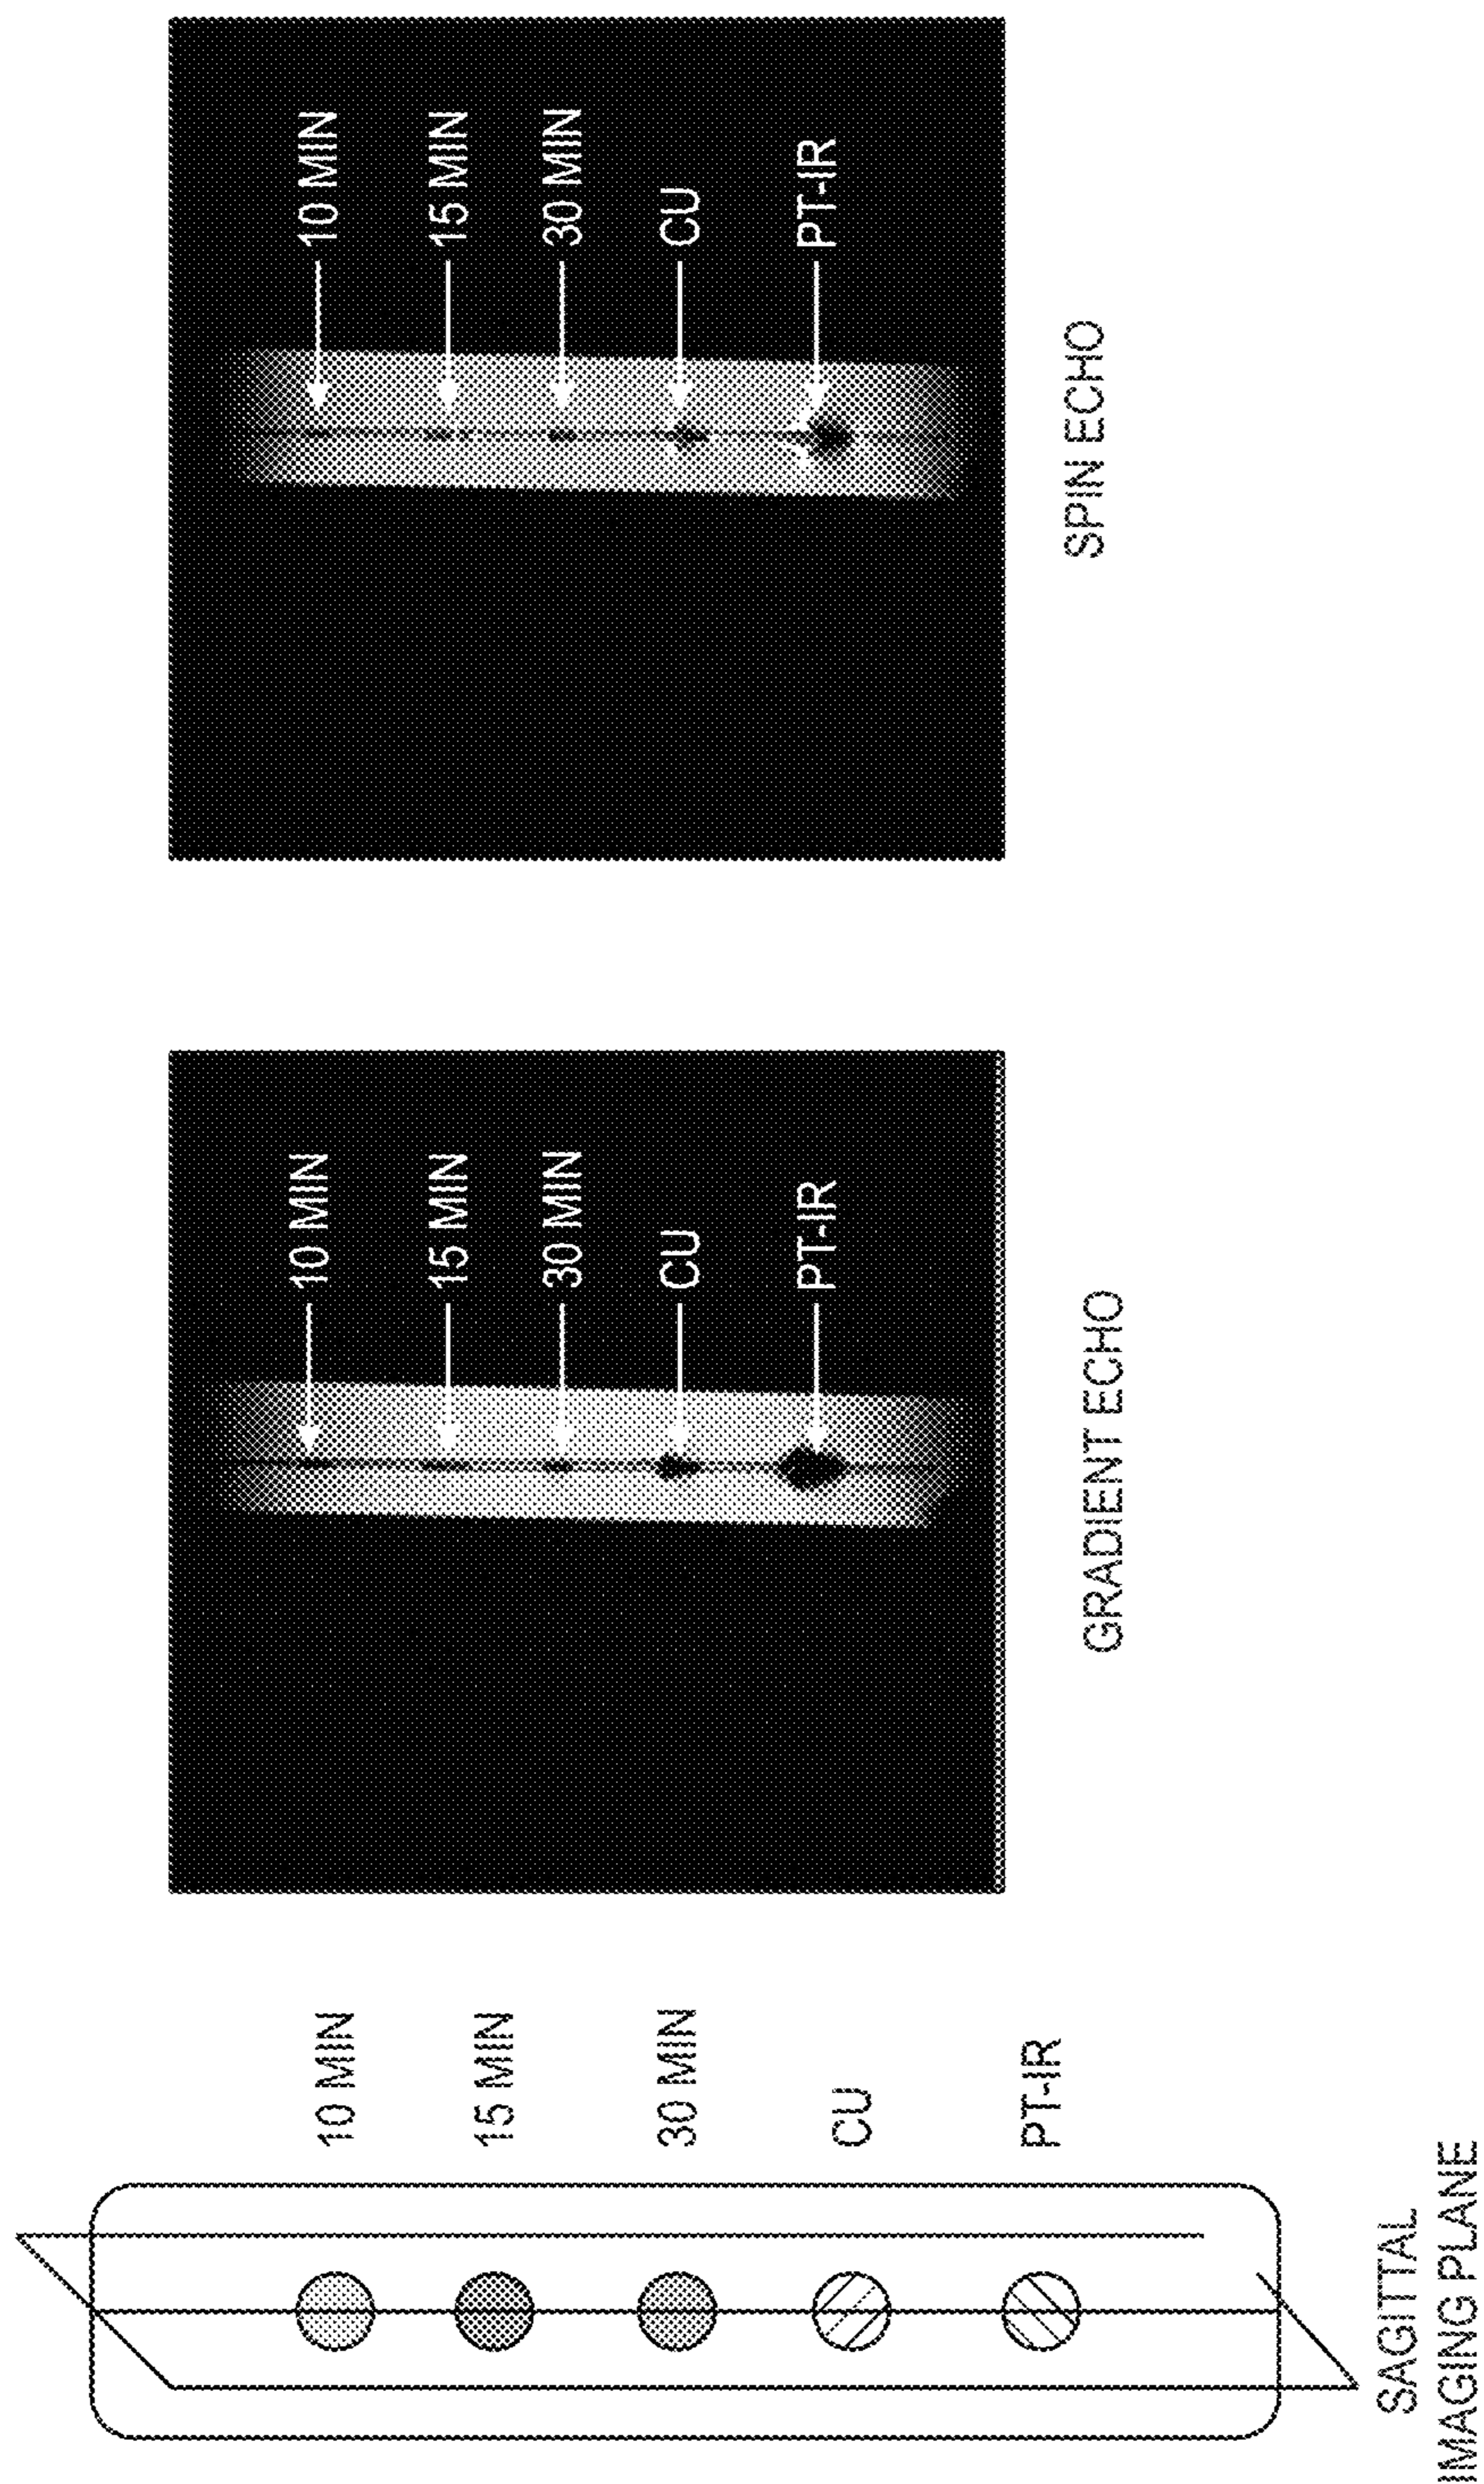 10 MIN
15 MIN
30 MIN
CU
PT-IR
SAGITTAL
IMAGING PLANE
10 MIN
15 MIN
30 MIN
CU
PT-IR
GRADIENT ECHO
10 MIN
15 MIN
30 MIN
CU
PT-IR
SPIN ECHO